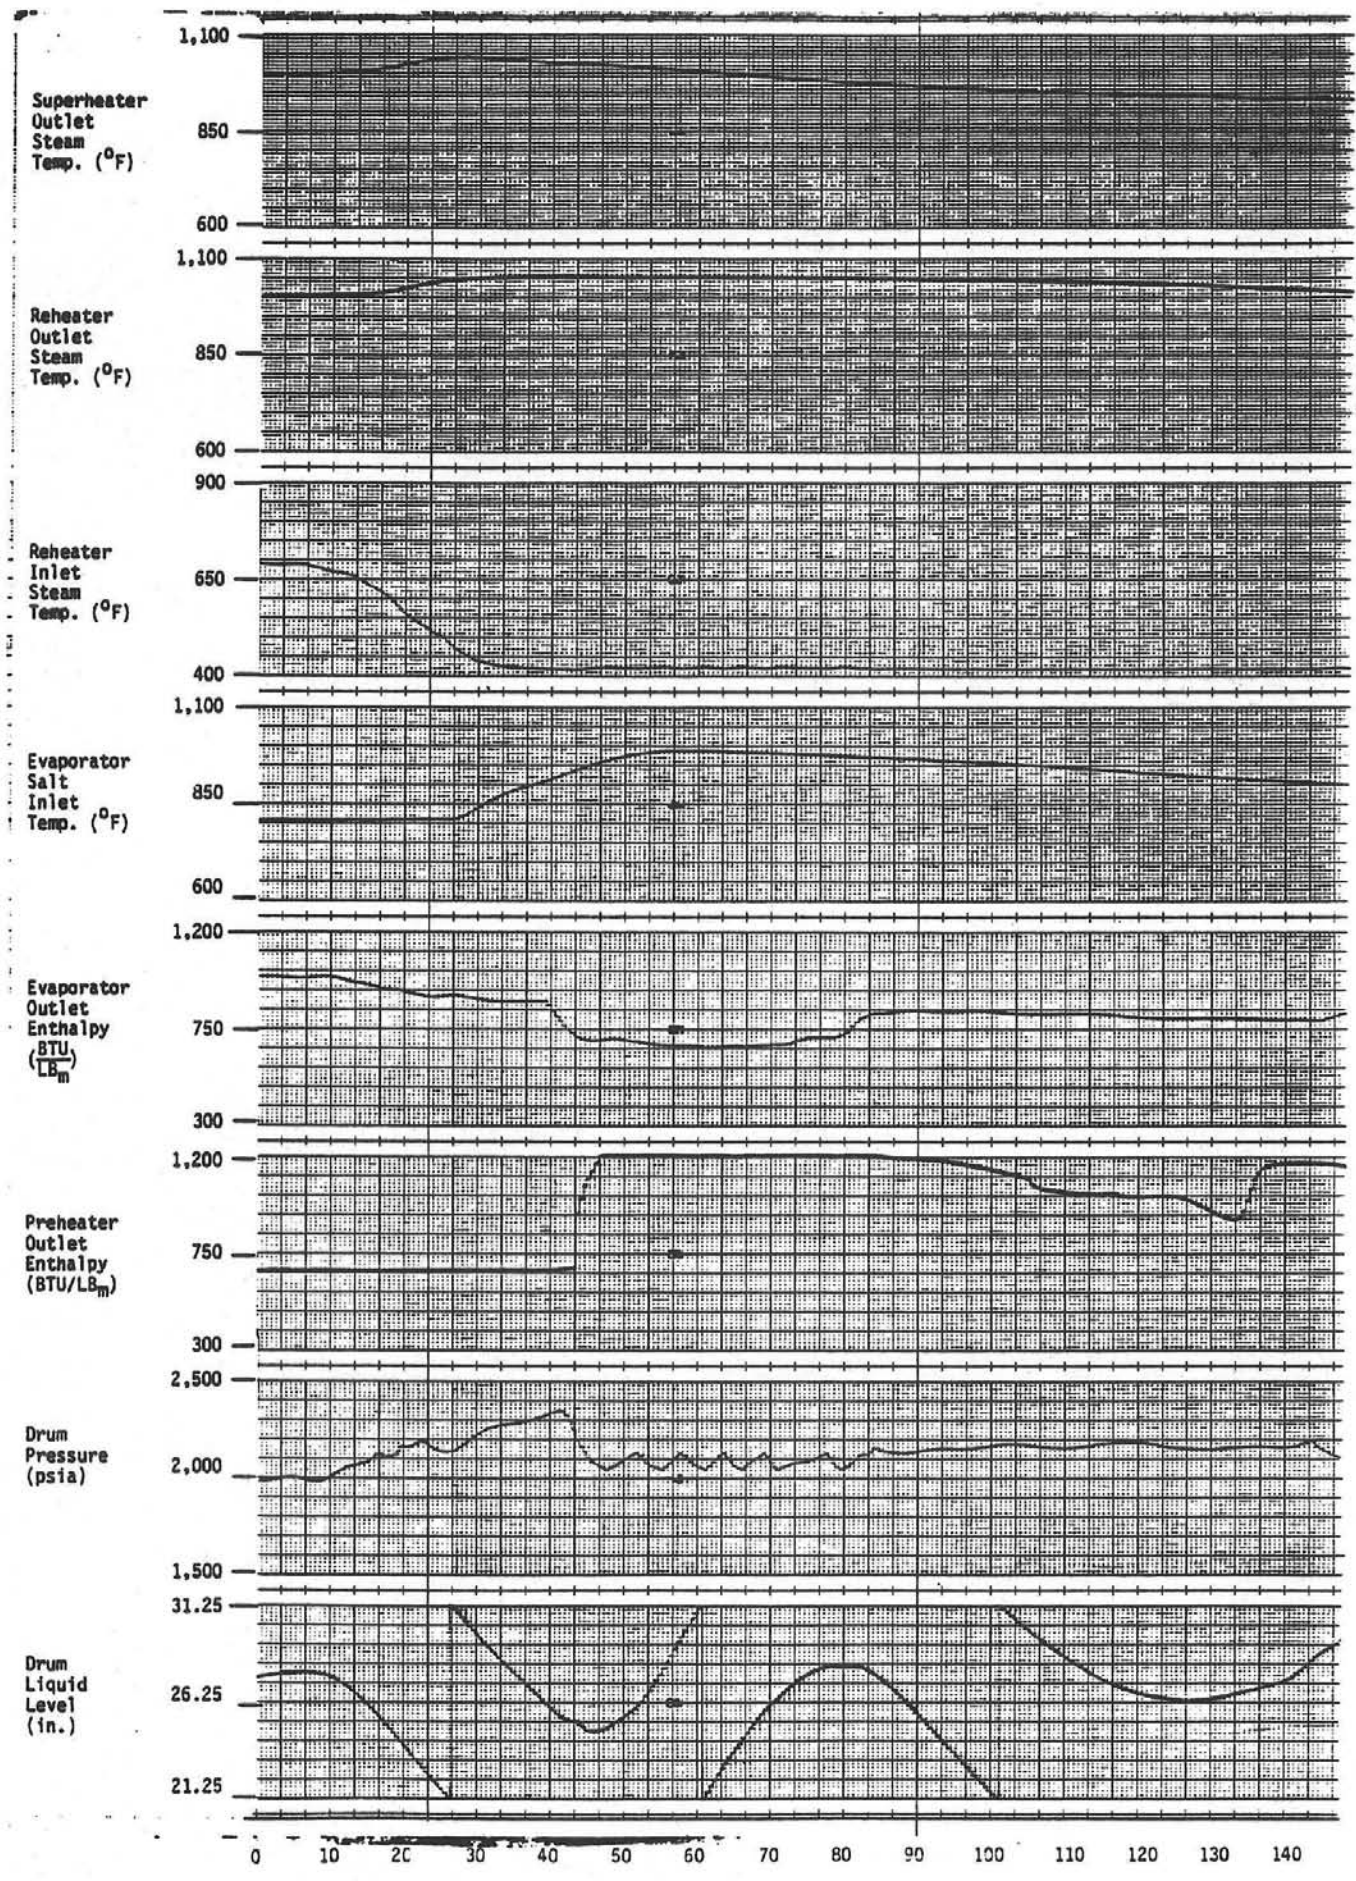 1,100
Superheater
Outlet
Steam
Temp. (°F)
850
600
1,100
Reheater
Outlet
Steam
Temp. (°F)
850
600
900
Reheater
Inlet
Steam
Temp. (°F)
650
400
1,100
Evaporator
Salt
Inlet
Temp. (°F)
850
600
1,200
Evaporator
Outlet
Enthalpy
(BTU/LBm)
750
300
1,200
Preheater
Outlet
Enthalpy
(BTU/LBm)
750
300
2,500
Drum
Pressure
(psia)
2,000
1,500
31.25
Drum
Liquid
Level
(in.)
26.25
21.25
0 10 20 30 40 50 60 70 80 90 100 110 120 130 140